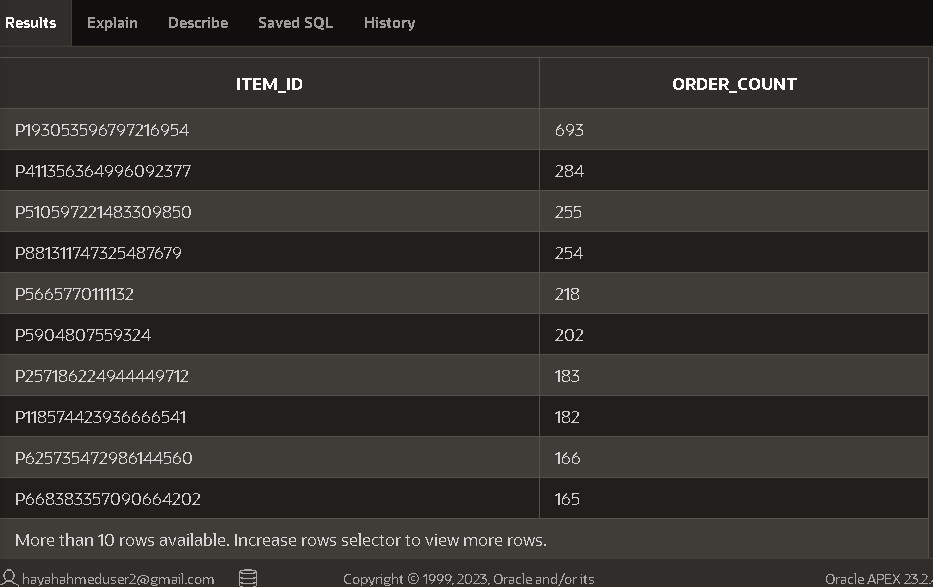 Results Explain Describe Saved SQL History
ITEM_ID ORDER_COUNT
P193053596797216954 693
P411356364996092377 284
P510597221483309850 255
P881311747325487679 254
P5665770111132 218
P5904807559324 202
P257186224944449712 183
P118574423936666541 182
P625735472986144560 166
P668383357090664202 165
More than 10 rows available. Increase rows selector to view more rows.
hayahahmeduser2@gmail.com Copyright © 1999, 2023, Oracle and/or its Oracle APEX 23.2.